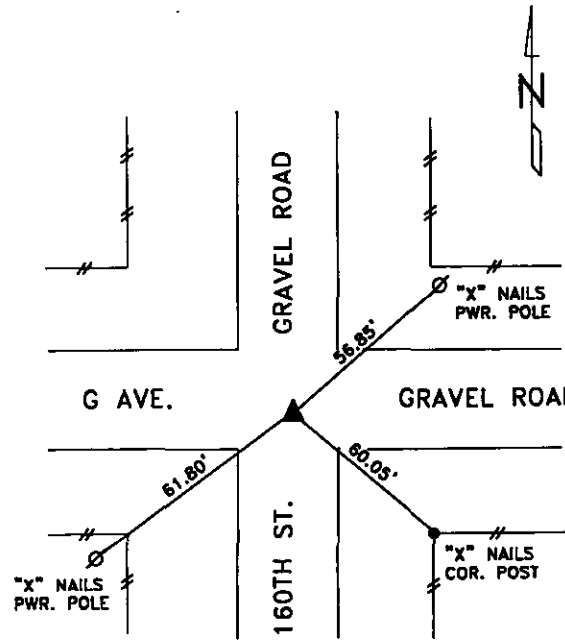 N
GRAVEL ROAD
"X" NAILS
PWR. POLE
56.85'
G AVE.
GRAVEL ROAD
61.80'
60.05'
160TH ST.
"X" NAILS
PWR. POLE
"X" NAILS
COR. POST